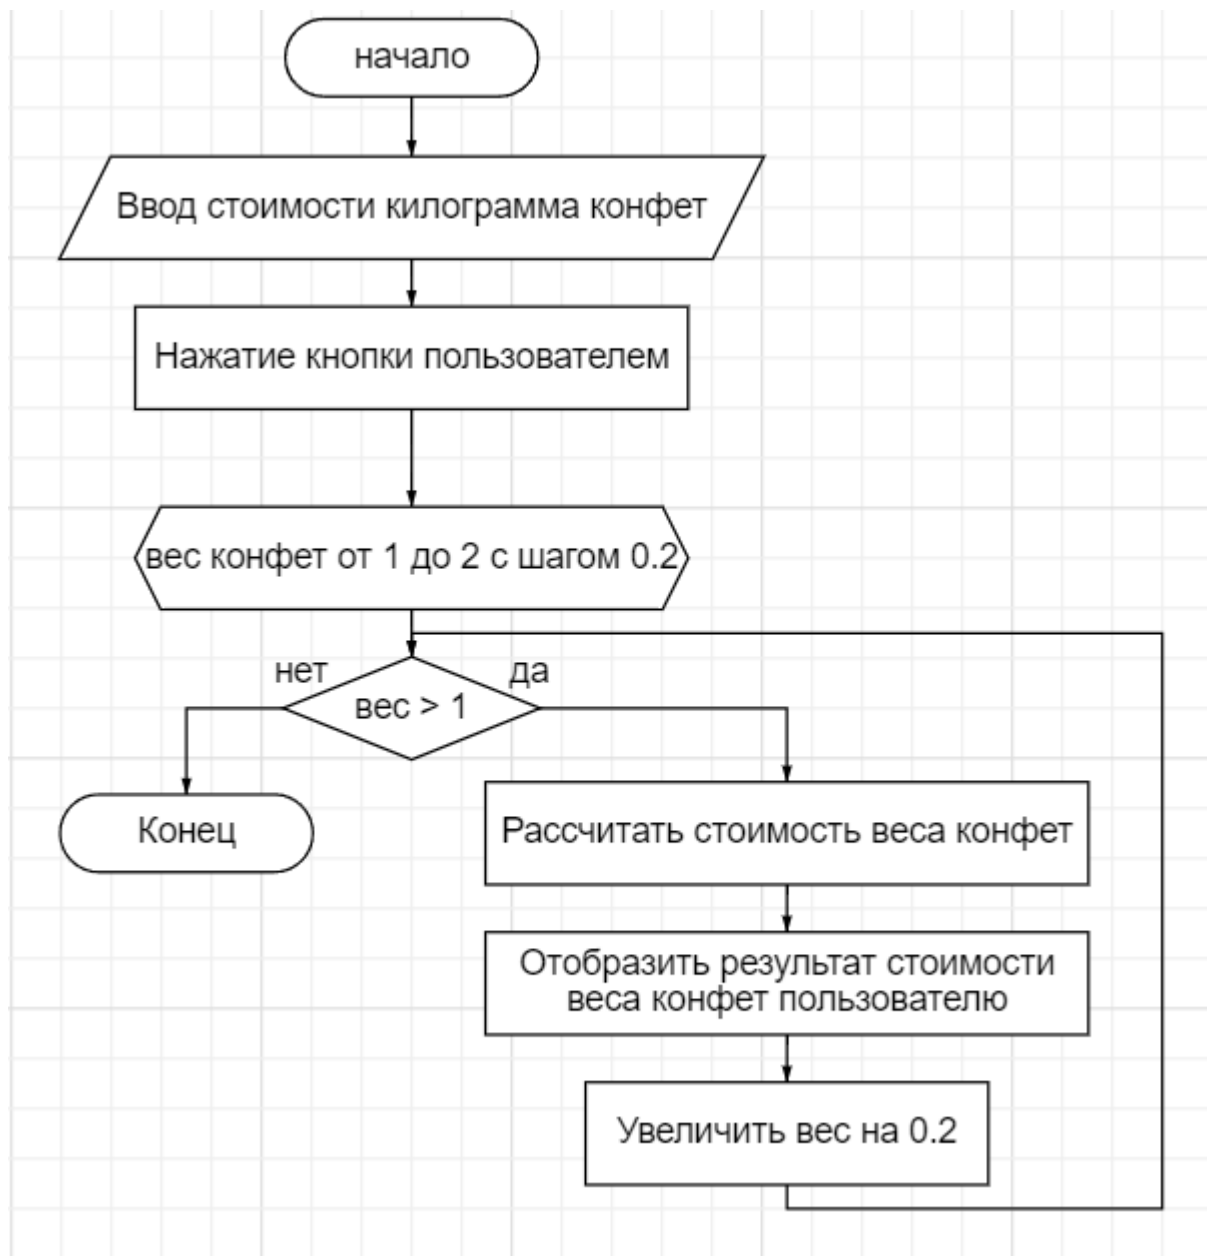 начало
Ввод стоимости килограмма конфет
Нажатие кнопки пользователем
вес конфет от 1 до 2 с шагом 0.2
нет
да
вес > 1
Конец
Рассчитать стоимость веса конфет
Отобразить результат стоимости
веса конфет пользователю
Увеличить вес на 0.2